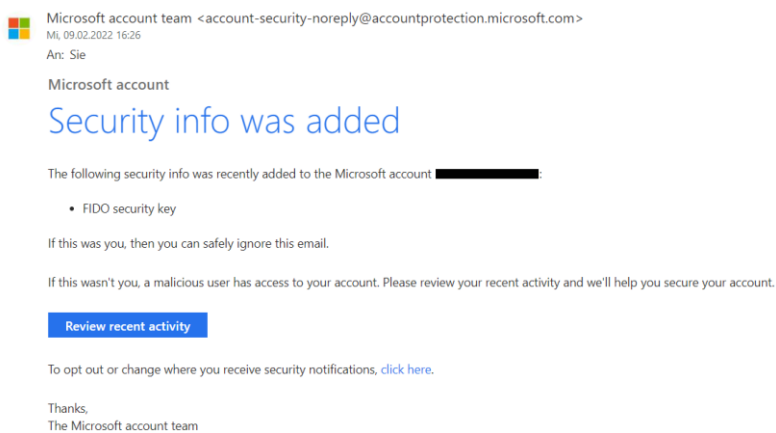 Microsoft account team <account-security-noreply@accountprotection.microsoft.com>
Mi, 09.02.2022 16:26
An: Sie
Microsoft account
Security info was added
The following security info was recently added to the Microsoft account :
• FIDO security key
If this was you, then you can safely ignore this email.
If this wasn't you, a malicious user has access to your account. Please review your recent activity and we'll help you secure your account.
Review recent activity
To opt out or change where you receive security notifications, click here.
Thanks,
The Microsoft account team